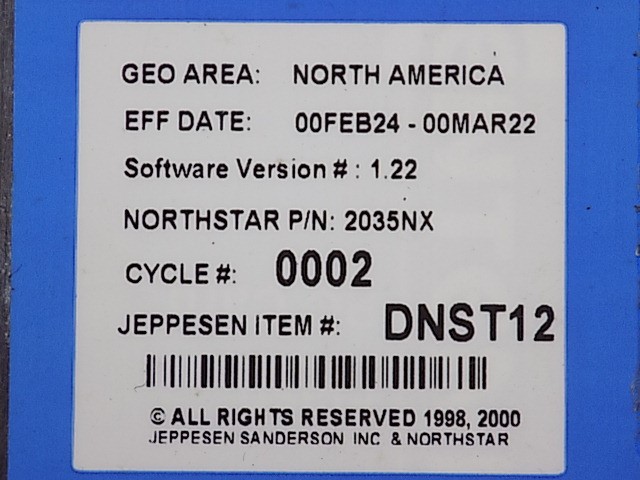 GEO AREA: NORTH AMERICA
EFF DATE: 00FEB24 - 00MAR22
Software Version # : 1.22
NORTHSTAR P/N: 2035NX
CYCLE #: 0002
JEPPESEN ITEM #: DNST12
© ALL RIGHTS RESERVED 1998, 2000
JEPPESEN SANDERSON INC & NORTHSTAR